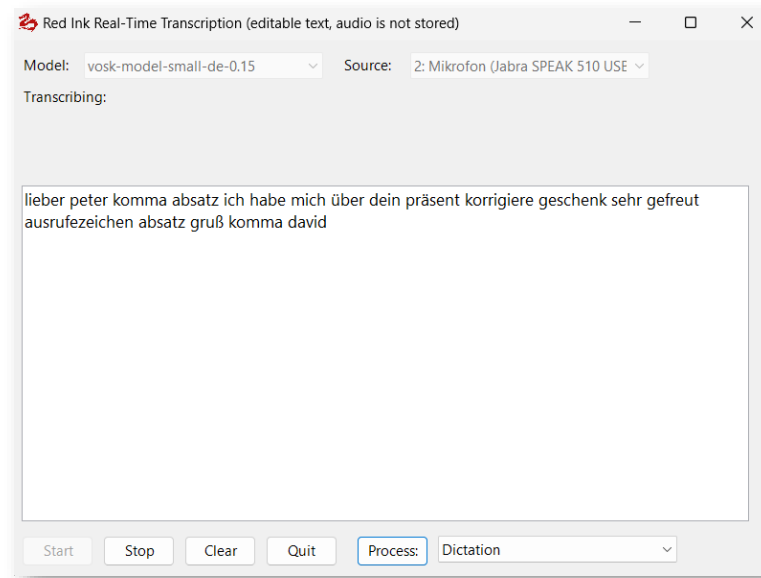 Red Ink Real-Time Transcription (editable text, audio is not stored)
Model: vosk-model-small-de-0.15 Source: 2: Mikrofon (Jabra SPEAK 510 USB
Transcribing:
lieber peter komma absatz ich habe mich über dein präsent korrigiere geschenk sehr gefreut
ausrufezeichen absatz gruß komma david
Start Stop Clear Quit Process: Dictation